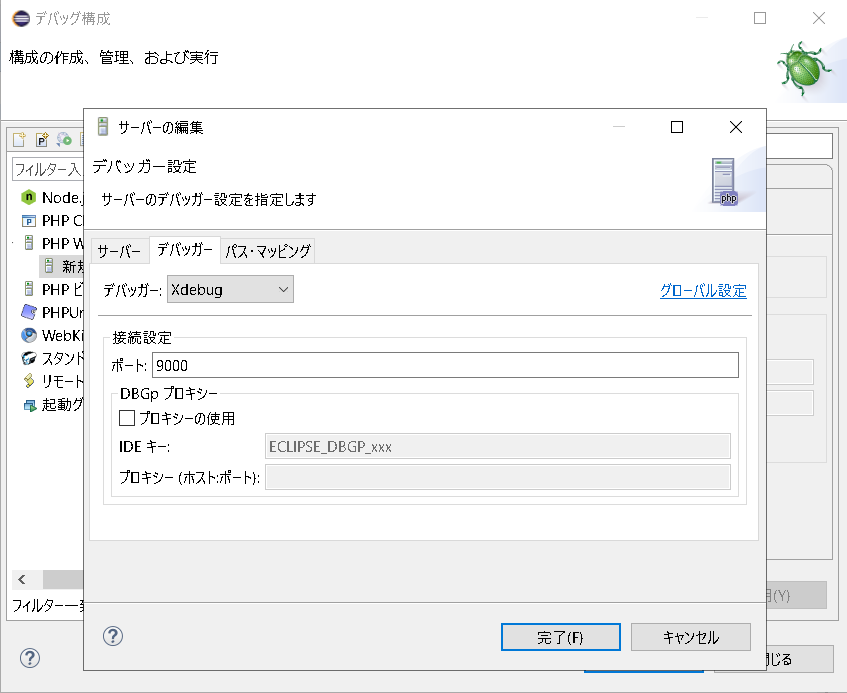 デバッグ構成
構成の作成、管理、および実行
サーバーの編集
デバッガー設定
サーバーのデバッガー設定を指定します
php
サーバー デバッガー パス・マッピング
デバッガー: Xdebug グローバル設定
接続設定
ポート: 9000
DBGp プロキシー
プロキシーの使用
IDE キー: ECLIPSE_DBGP_xxx
プロキシー (ホスト:ポート):
完了(F) キャンセル
フィルター入
Node.
PHP C
PHP W
新規
PHP ビ
PHPUn
WebKi
スタント
リモート
起動グ
フィルター一致
(Y)
じる